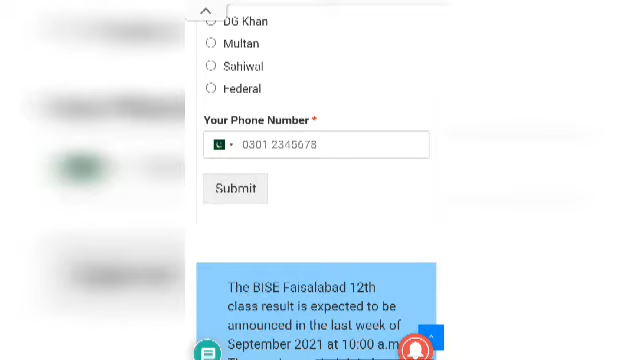 DG Khan
Multan
Sahiwal
Federal
Your Phone Number *
0301 2345678
Submit
The BISE Faisalabad 12th
class result is expected to be
announced in the last week of
September 2021 at 10:00 a.m